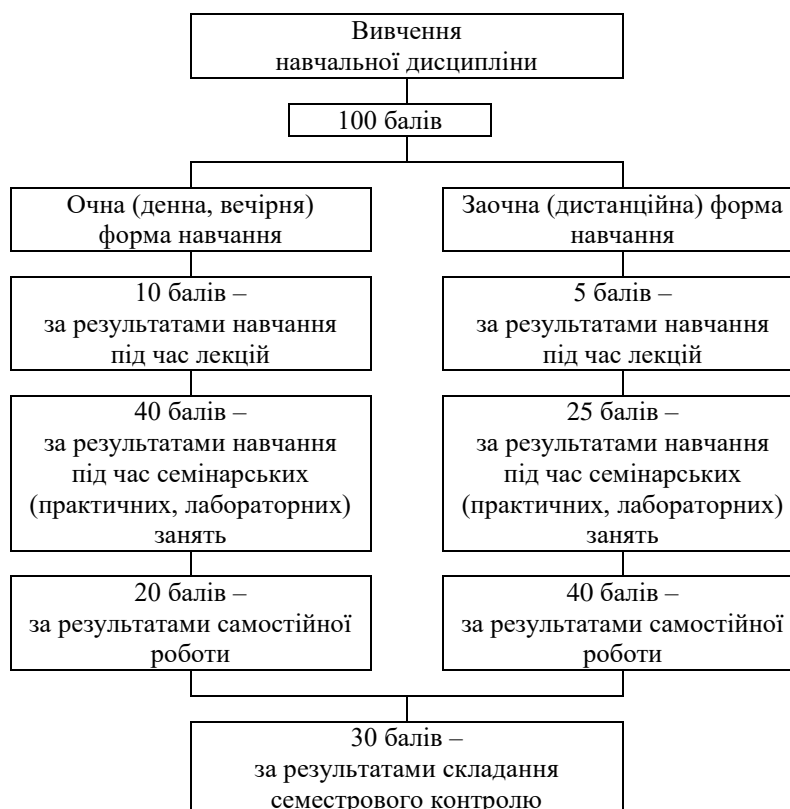 Вивчення
навчальної дисципліни
100 балів
Очна (денна, вечірня)
форма навчання
Заочна (дистанційна) форма
навчання
10 балів –
за результатами навчання
під час лекцій
5 балів –
за результатами навчання
під час лекцій
40 балів –
за результатами навчання
під час семінарських
(практичних, лабораторних)
занять
25 балів –
за результатами навчання
під час семінарських
(практичних, лабораторних)
занять
20 балів –
за результатами самостійної
роботи
40 балів –
за результатами самостійної
роботи
30 балів –
за результатами складання
семестрового контролю